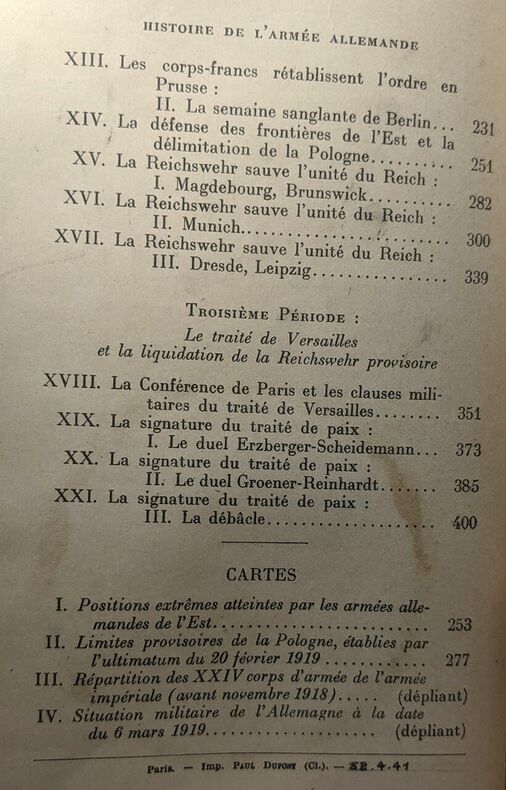 HISTOIRE DE L'ARMÉE ALLEMANDE
XIII. Les corps-francs rétablissent l'ordre en
Prusse :
II. La semaine sanglante de Berlin... 231
XIV. La défense des frontières de l'Est et la
délimitation de la Pologne.......... 251
XV. La Reichswehr sauve l'unité du Reich :
I. Magdebourg, Brunswick.......... 282
XVI. La Reichswehr sauve l'unité du Reich :
II. Munich........................ 300
XVII. La Reichswehr sauve l'unité du Reich :
III. Dresde, Leipzig................ 339
TROISIÈME PÉRIODE :
Le traité de Versailles
et la liquidation de la Reichswehr provisoire
XVIII. La Conférence de Paris et les clauses mili-
taires du traité de Versailles........ 351
XIX. La signature du traité de paix :
I. Le duel Erzberger-Scheidemann... 373
XX. La signature du traité de paix :
II. Le duel Groener-Reinhardt....... 385
XXI. La signature du traité de paix :
III. La débâcle.................... 400
CARTES
I. Positions extrêmes atteintes par les armées alle-
mandes de l'Est.......................... 253
II. Limites provisoires de la Pologne, établies par
l'ultimatum du 20 février 1919 ............ 277
III. Répartition des XXIV corps d'armée de l'armée
impériale (avant novembre 1918)..... (dépliant)
IV. Situation militaire de l'Allemagne à la date
du 6 mars 1919.................. (dépliant)
Paris. — Imp. PAUL DUPONT (Cl.). — 4.41